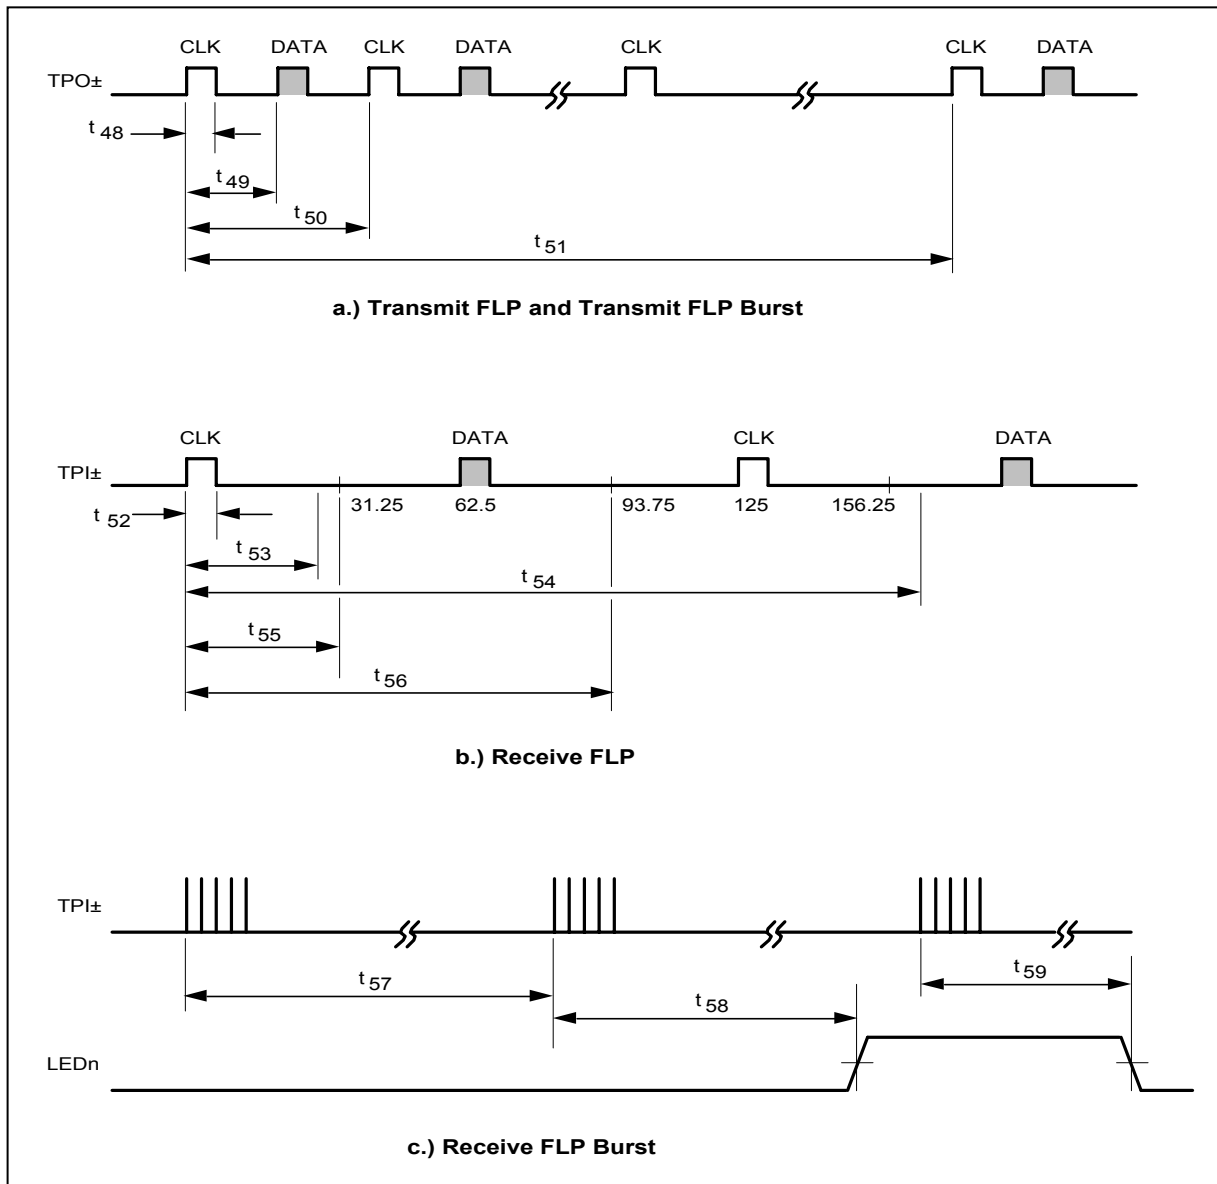 CLK DATA CLK DATA CLK CLK DATA
TPO±
t 48
t 49
t 50
t 51
a.) Transmit FLP and Transmit FLP Burst
CLK DATA CLK DATA
TPI±
31.25 62.5 93.75 125 156.25
t 52
t 53
t 54
t 55
t 56
b.) Receive FLP
TPI±
t 57
t 59
t 58
LEDn
c.) Receive FLP Burst